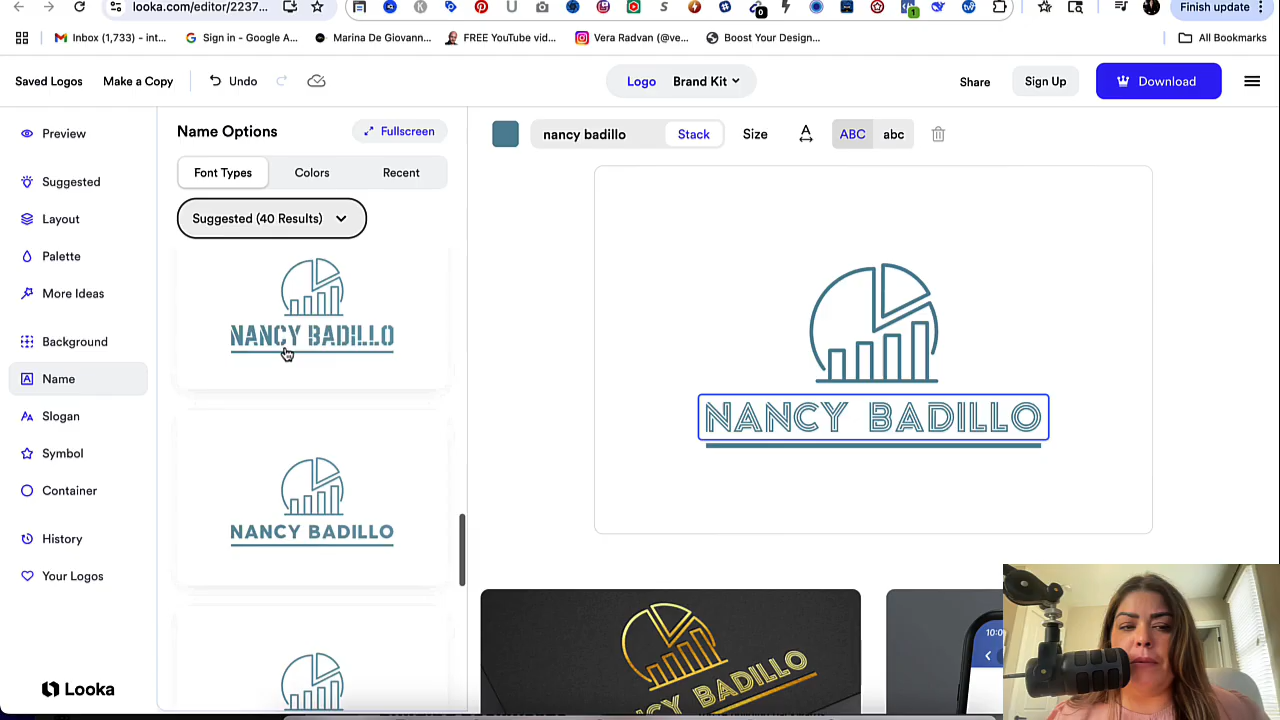 looka.com/editor/2237...
Finish update
Inbox (1,733) – int...
Sign in - Google A...
Marina De Giovann...
FREE YouTube vid...
Vera Radvan (@ve...
Boost Your Design...
All Bookmarks
Saved Logos
Make a Copy
Undo
Logo
Brand Kit
Share
Sign Up
Download
Preview
Suggested
Layout
Palette
More Ideas
Background
Name
Slogan
Symbol
Container
History
Your Logos
Looka
Name Options
Fullscreen
Font Types
Colors
Recent
Suggested (40 Results)
NANCY BADILLO
NANCY BADILLO
nancy badillo
Stack
Size
A
ABC
abc
NANCY BADILLO
NANCY BADILLO